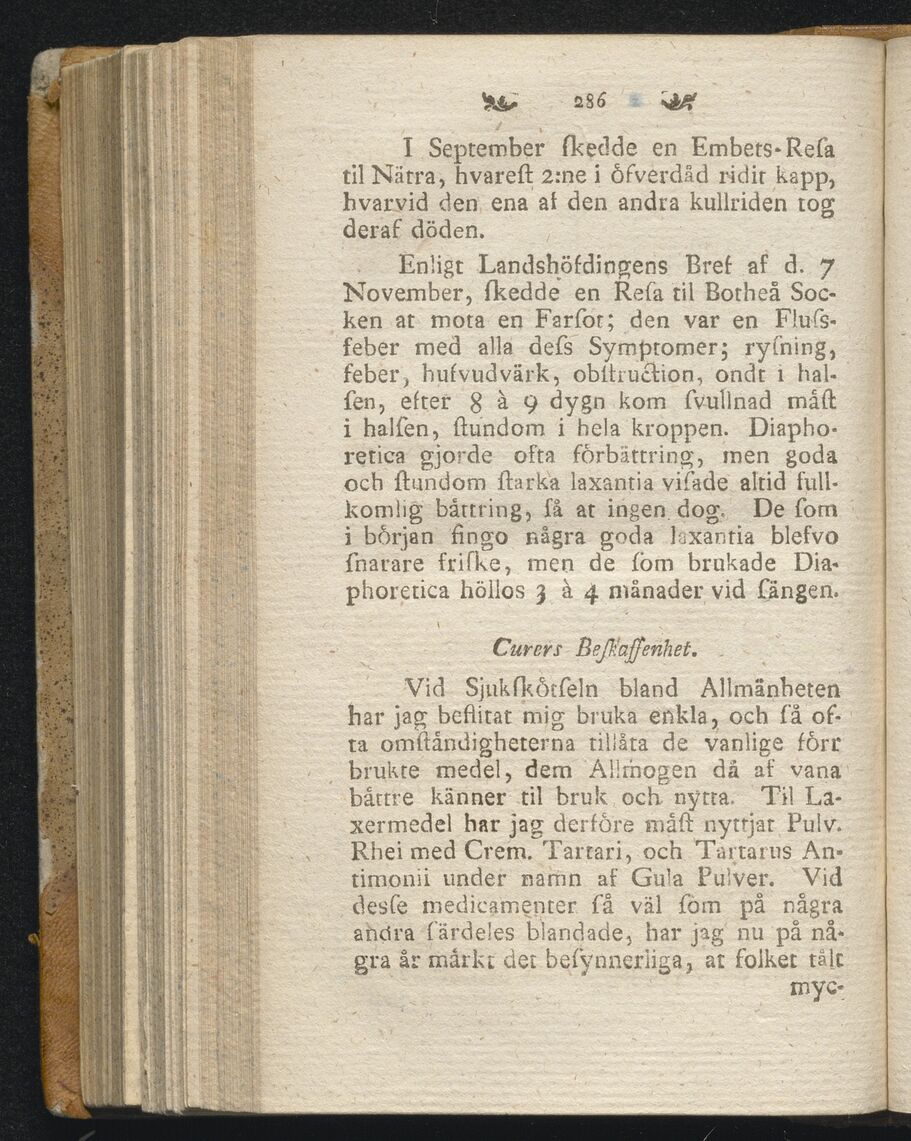 286
I September ſkedde en Embets-Reſa
til Nätra, hvareſt 2:ne i öfverdåd ridit kapp,
hvarvid den ena af den andra kullriden tog
deraf döden.
Enligt Landshöfdingens Bref af d. 7
November, ſkedde en Reſa til Botheå Soc-
ken at mota en Farſot; den var en Fluſs-
feber med alla deſs Symptomer; ryſning,
feber, hufvudvärk, obſtruction, ondt i hal-
ſen, efter 8 à 9 dygn kom ſvullnad måſt
i halſen, ſtundom i hela kroppen. Diapho-
retica gjorde ofta förbättring, men goda
och ſtundom ſtarka laxantia viſade altid full-
komlig båttring, ſå at ingen dog. De ſom
i början fingo några goda laxantia blefvo
ſnarare friſke, men de ſom brukade Dia-
phoretica höllos 3 à 4 månader vid ſängen.
Curers Beſkaffenhet.
Vid Sjukſkötſeln bland Allmänheten
har jag beflitat mig bruka enkla, och ſå of-
ta omſtåndigheterna tillåta de vanlige förr
brukte medel, dem Allmogen då af vana
båttre känner til bruk och nytta. Til La-
xermedel har jag derföre måſt nyttjat Pulv.
Rhei med Crem. Tartari, och Tartarus An-
timonii under namn af Gula Pulver. Vid
desſe medicamenter ſå väl ſom på några
andra ſärdeles blandade, har jag nu på nå-
gra år märkt det beſynnerliga, at folket tålt
myc-